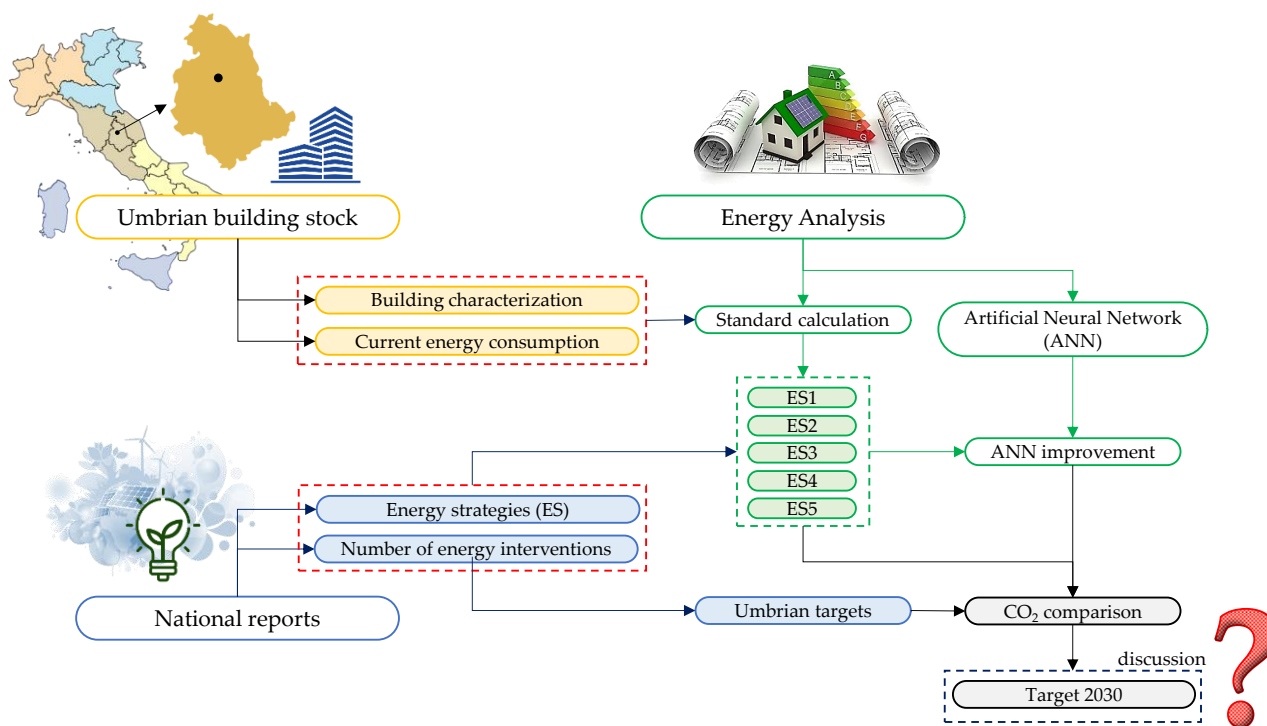 A
B
C
D
E
F
G
Umbrian building stock
Energy Analysis
Building characterization
Current energy consumption
Standard calculation
Artificial Neural Network
(ANN)
ES1
ES2
ES3
ES4
ES5
ANN improvement
Energy strategies (ES)
Number of energy interventions
National reports
Umbrian targets
CO₂ comparison
discussion
Target 2030
?